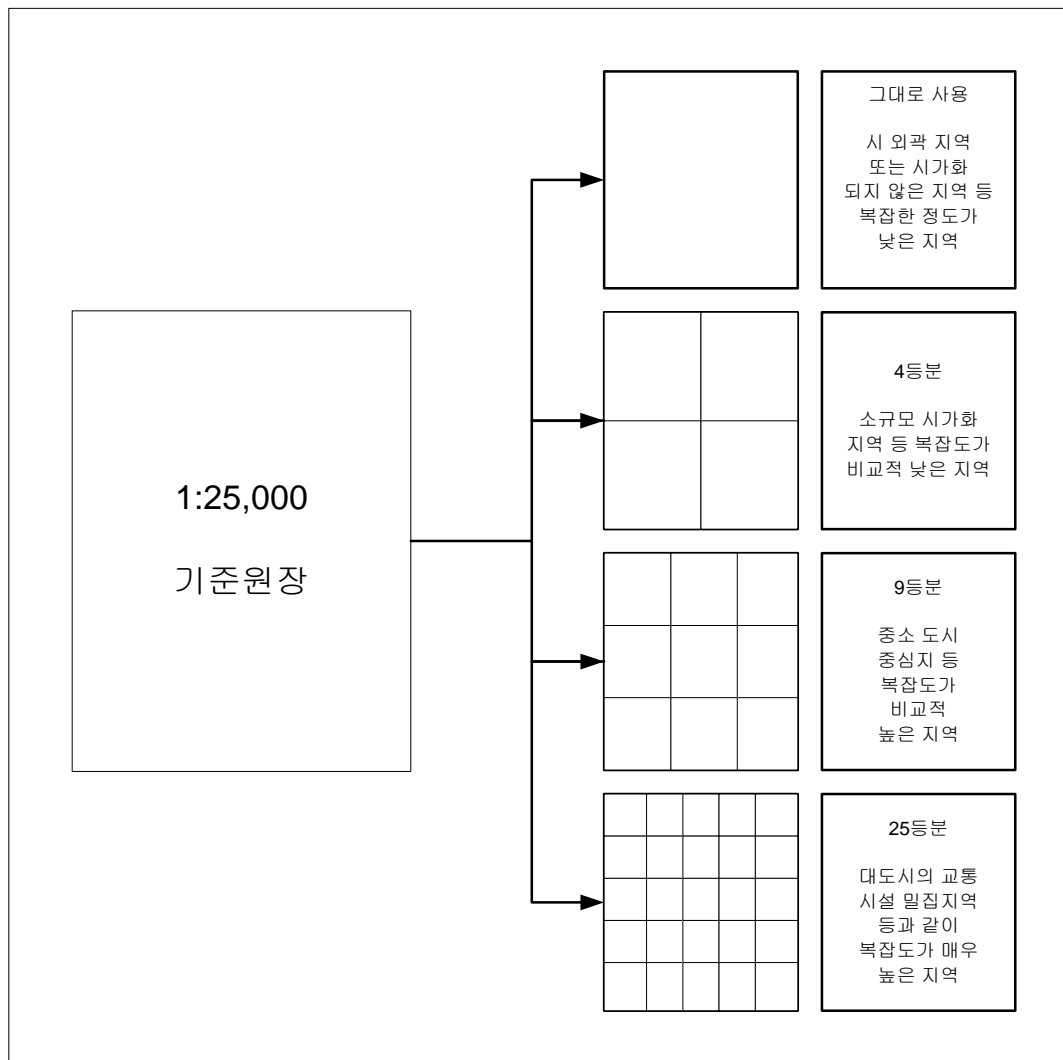 1:25,000
기준원장
그대로 사용
시 외곽 지역
또는 시가화
되지 않은 지역 등
복잡한 정도가
낮은 지역
4등분
소규모 시가화
지역 등 복잡도가
비교적 낮은 지역
9등분
중소 도시
중심지 등
복잡도가
비교적
높은 지역
25등분
대도시의 교통
시설 밀집지역
등과 같이
복잡도가 매우
높은 지역